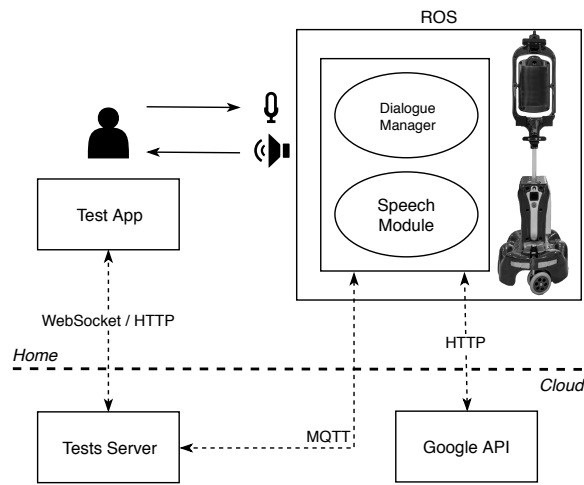 ROS
Dialogue
Manager
Speech
Module
Test App
WebSocket / HTTP
HTTP
Home
Cloud
Tests Server
MQTT
Google API